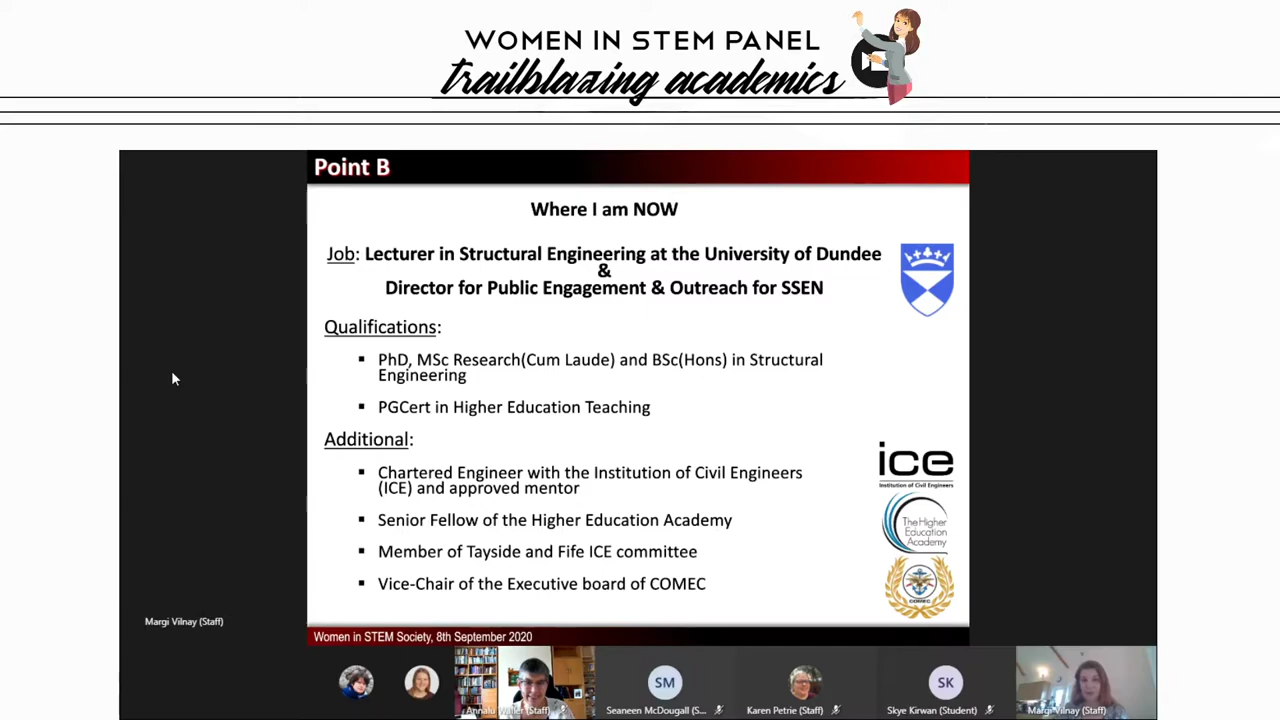 WOMEN IN STEM PANEL
trailblazing academics
Point B
Where I am NOW
Job: Lecturer in Structural Engineering at the University of Dundee
&
Director for Public Engagement & Outreach for SSEN
Qualifications:
▪ PhD, MSc Research(Cum Laude) and BSc(Hons) in Structural
Engineering
▪ PGCert in Higher Education Teaching
Additional:
▪ Chartered Engineer with the Institution of Civil Engineers
(ICE) and approved mentor
▪ Senior Fellow of the Higher Education Academy
▪ Member of Tayside and Fife ICE committee
▪ Vice-Chair of the Executive board of COMEC
ice
Institution of Civil Engineers
The Higher
Education
Academy
COMEC
Margi Vilnay (Staff)
Women in STEM Society, 8th September 2020
SM
SK
Annalu Waller (Staff)
Seaneen McDougall (S...
Karen Petrie (Staff)
Skye Kirwan (Student)
Margi Vilnay (Staff)